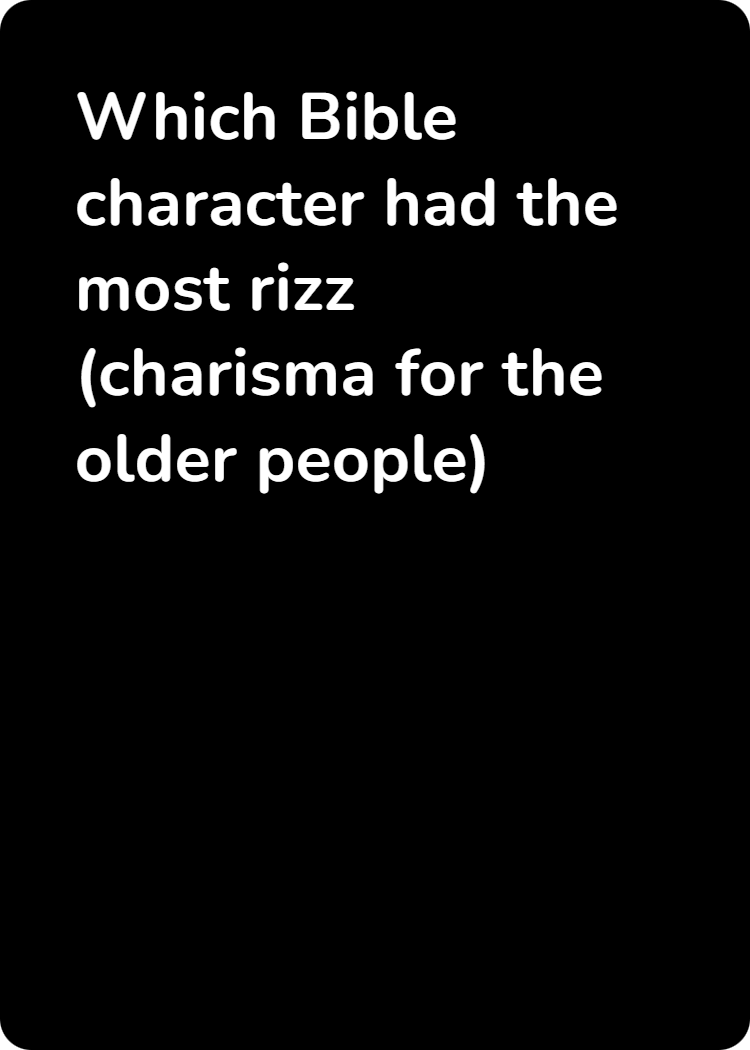 Which Bible
character had the
most rizz
(charisma for the
older people)